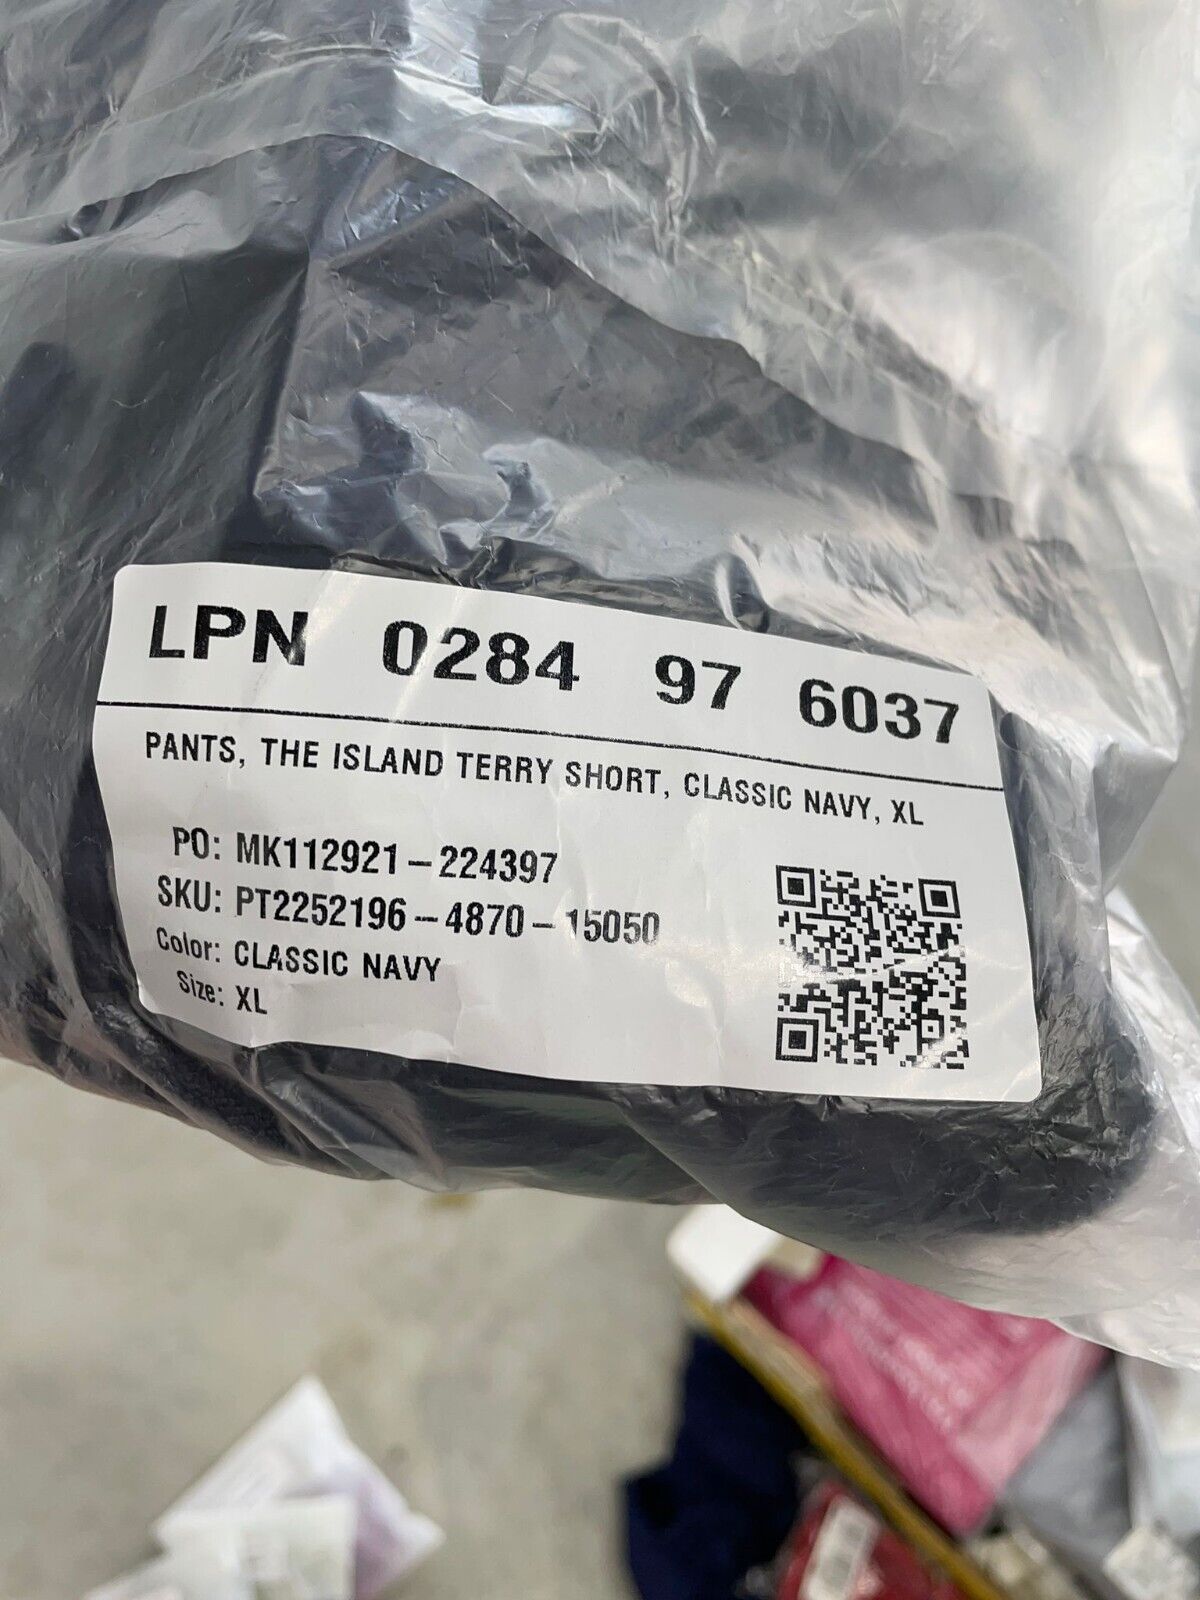 LPN 0284 97 6037
PANTS, THE ISLAND TERRY SHORT, CLASSIC NAVY, XL
PO: MK112921-224397
SKU: PT2252196-4870-15050
Color: CLASSIC NAVY
Size: XL